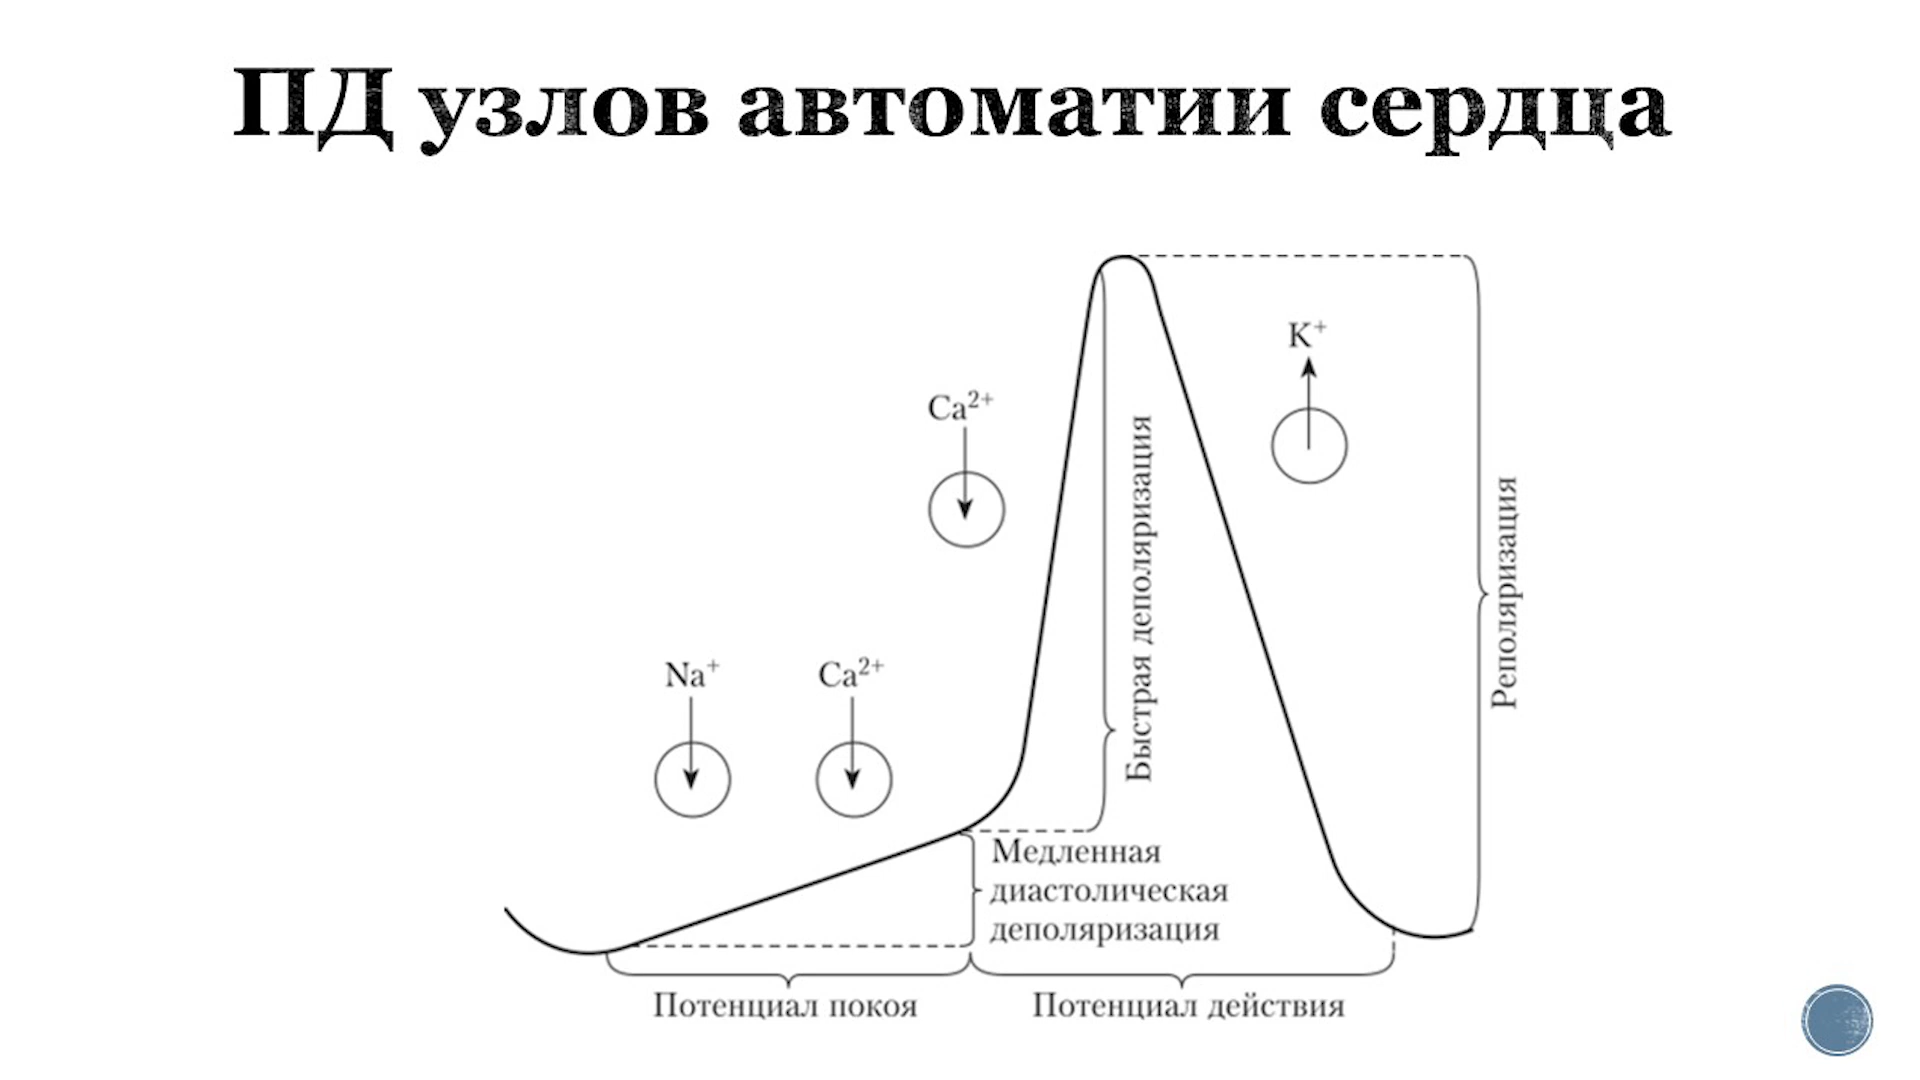 ПД узлов автоматии сердца
K⁺
Ca²⁺
Быстрая деполяризация
Реполяризация
Na⁺
Ca²⁺
Медленная
диастолическая
деполяризация
Потенциал покоя
Потенциал действия